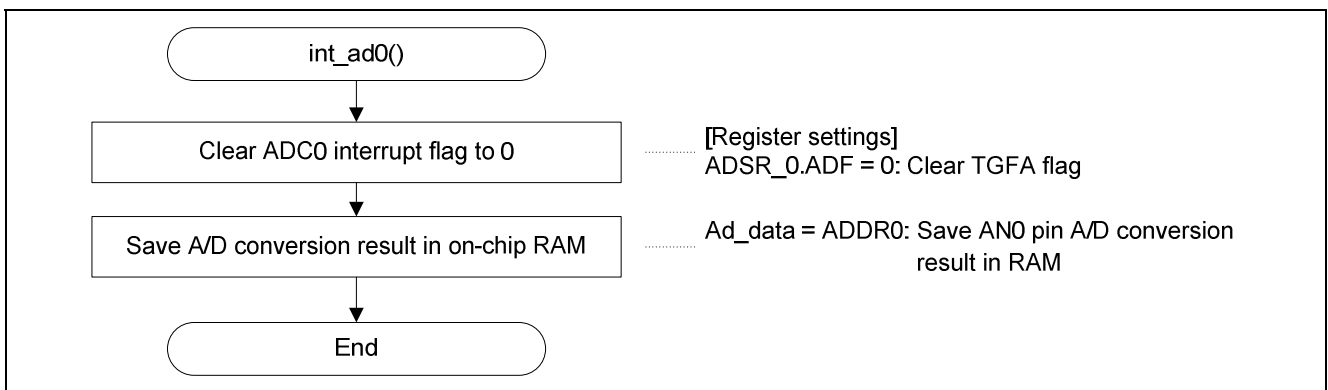 int_ad0()
Clear ADC0 interrupt flag to 0
[Register settings]
ADSR_0.ADF = 0: Clear TGFA flag
Save A/D conversion result in on-chip RAM
Ad_data = ADDR0: Save AN0 pin A/D conversion
result in RAM
End